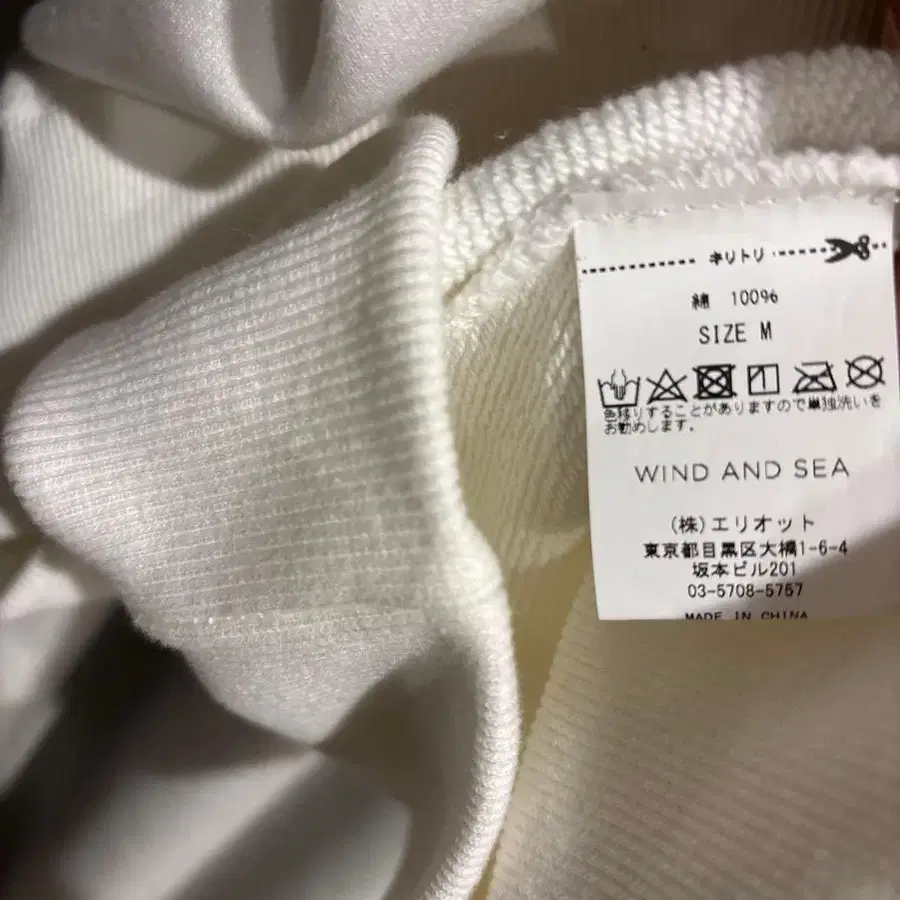 キリトリ
綿 100%
SIZE M
色移りすることがありますので単独洗いを
お勧めします。
WIND AND SEA
(株)エリオット
東京都目黒区大橋1-6-4
坂本ビル201
03-5708-5757
MADE IN CHINA